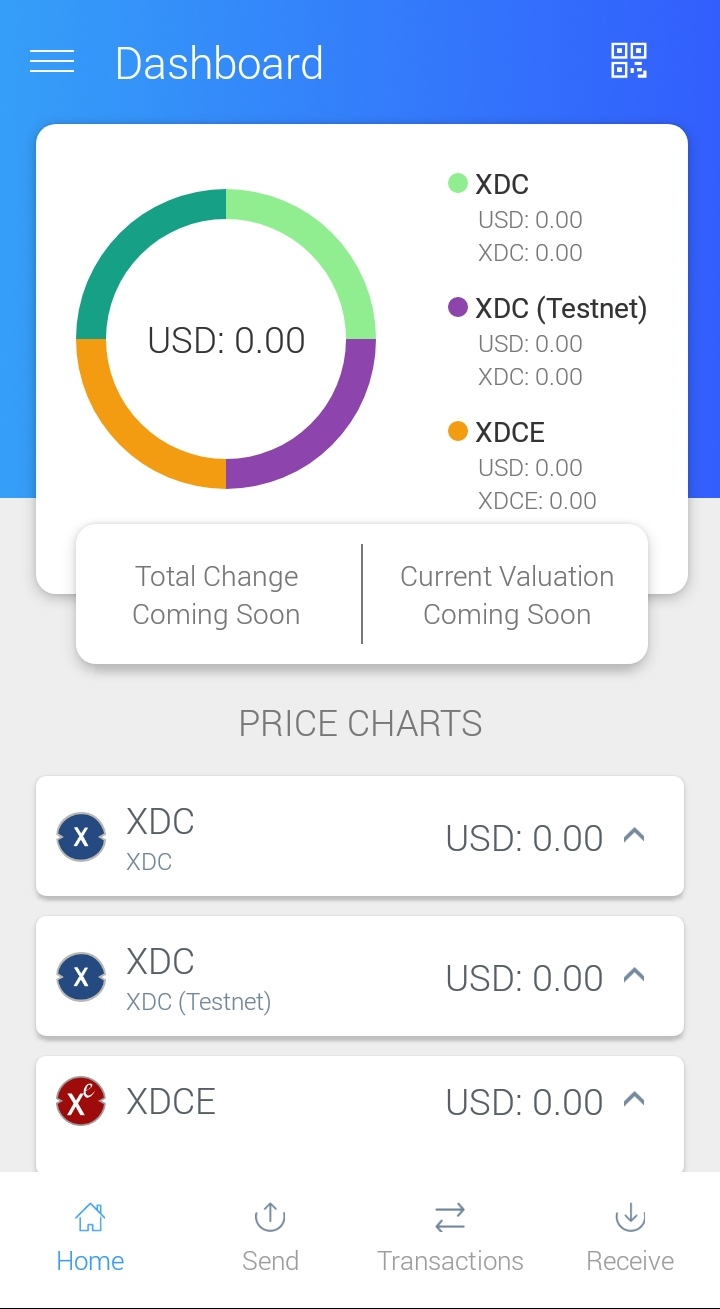 Dashboard
USD: 0.00
XDC
USD: 0.00
XDC: 0.00
XDC (Testnet)
USD: 0.00
XDC: 0.00
XDCE
USD: 0.00
XDCE: 0.00
Total Change
Coming Soon
Current Valuation
Coming Soon
PRICE CHARTS
X
XDC
XDC
USD: 0.00
X
XDC
XDC (Testnet)
USD: 0.00
Xe
XDCE
USD: 0.00
Home
Send
Transactions
Receive